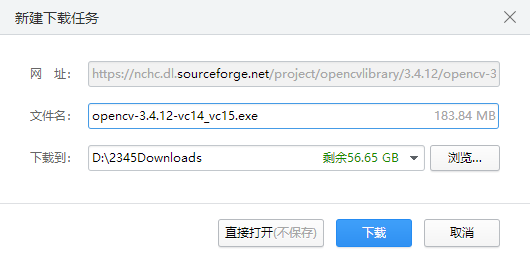 新建下载任务
网 址： https://nchc.dl.sourceforge.net/project/opencvlibrary/3.4.12/opencv-3
文件名： opencv-3.4.12-vc14_vc15.exe 183.84 MB
下载到： D:\2345Downloads 剩余56.65 GB 浏览...
直接打开(不保存) 下载 取消